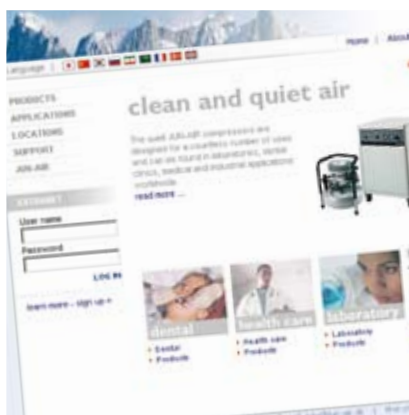 Language |
Home | About
PRODUCTS
APPLICATIONS
LOCATIONS
SUPPORT
JUN-AIR
clean and quiet air
The quiet JUN-AIR compressors are
designed for a countless number of uses
and can be found in laboratories, dental
clinics, medical and industrial applications
worldwide.
read more ...
EXTRANET
User name
Password
LOG IN
learn more - sign up »
dental
health care
laboratory
Dental
Products
Health care
Products
Laboratory
Products